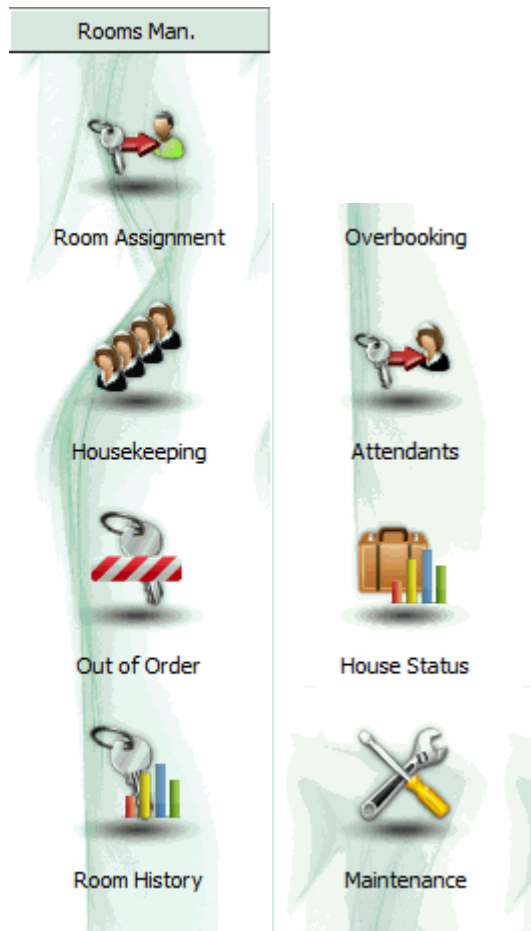 Rooms Man.
Room Assignment
Overbooking
Housekeeping
Attendants
Out of Order
House Status
Room History
Maintenance